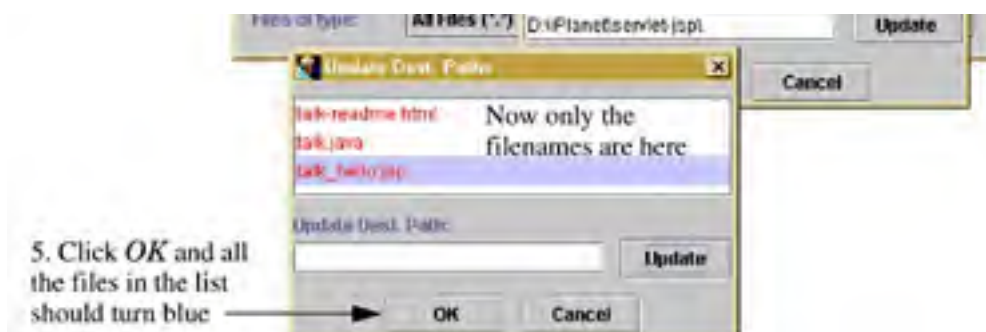 Files of type: All Files (*.*) D:\iPlanet\servlet-jsp\ Update
Update Dest. Paths
Cancel
talk-readme.html
talk.java
talk_hello.jsp
Now only the
filenames are here
Update Dest. Path:
Update
5. Click OK and all
the files in the list
should turn blue
OK Cancel